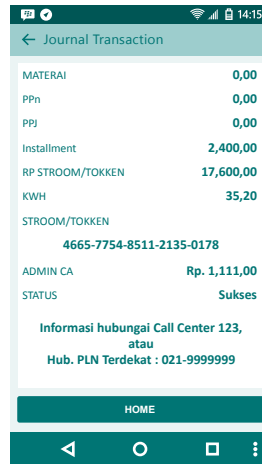 14:15
Journal Transaction
MATERAI 0,00
PPn 0,00
PPJ 0,00
Installment 2,400,00
RP STROOM/TOKKEN 17,600,00
KWH 35,20
STROOM/TOKKEN
4665-7754-8511-2135-0178
ADMIN CA Rp. 1,111,00
STATUS Sukses
Informasi hubungai Call Center 123,
atau
Hub. PLN Terdekat : 021-9999999
HOME